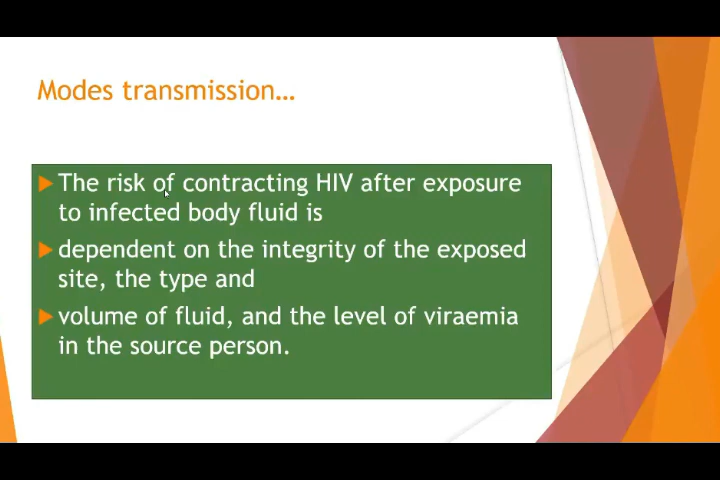 Modes transmission...
The risk of contracting HIV after exposure
to infected body fluid is
dependent on the integrity of the exposed
site, the type and
volume of fluid, and the level of viraemia
in the source person.